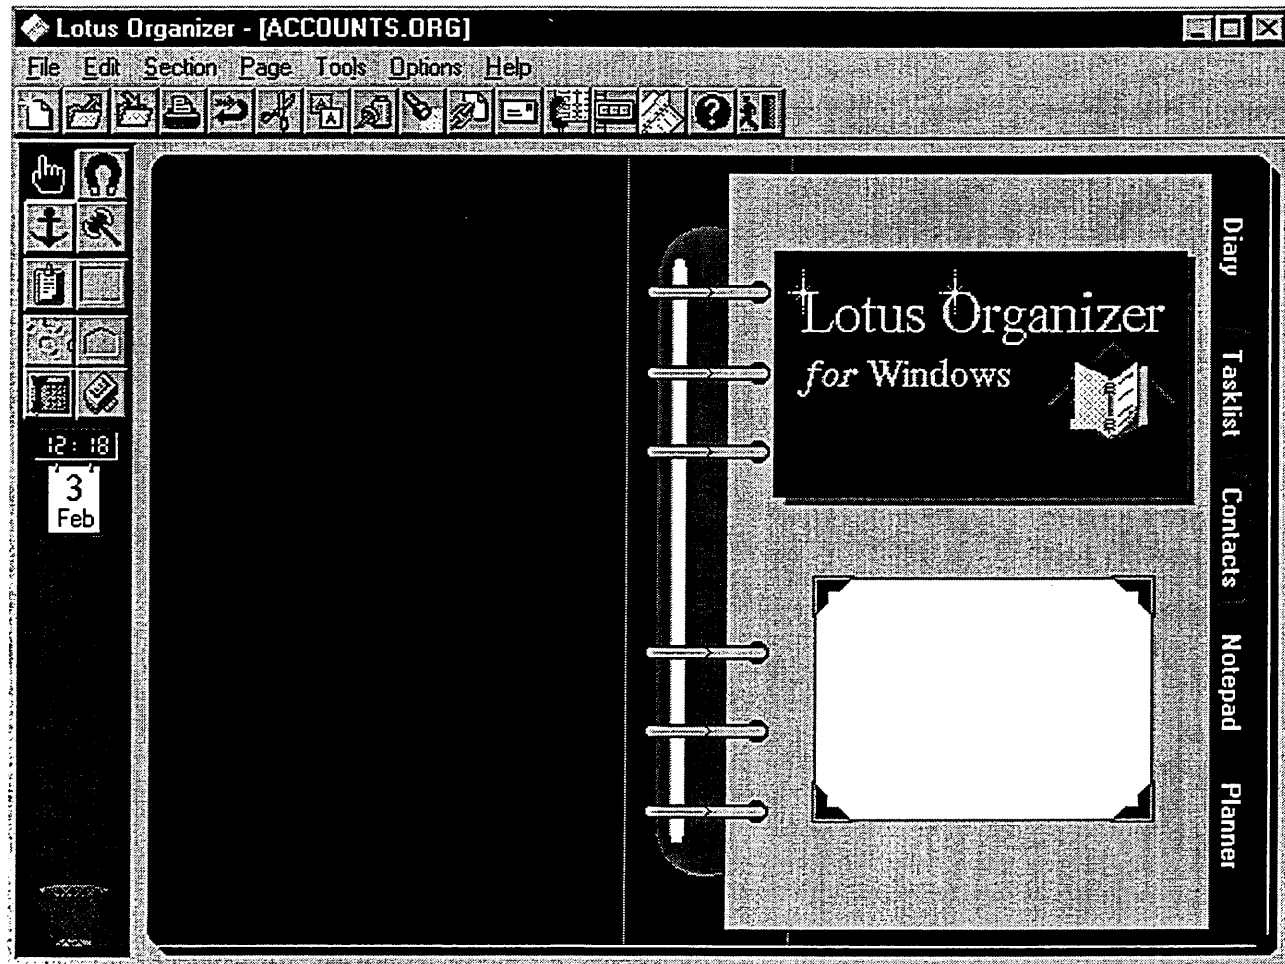 Lotus Organizer - [ACCOUNTS.ORG]
File Edit Section Page Tools Options Help
12:18
3
Feb
Lotus Organizer
for Windows
Diary
Tasklist
Contacts
Notepad
Planner